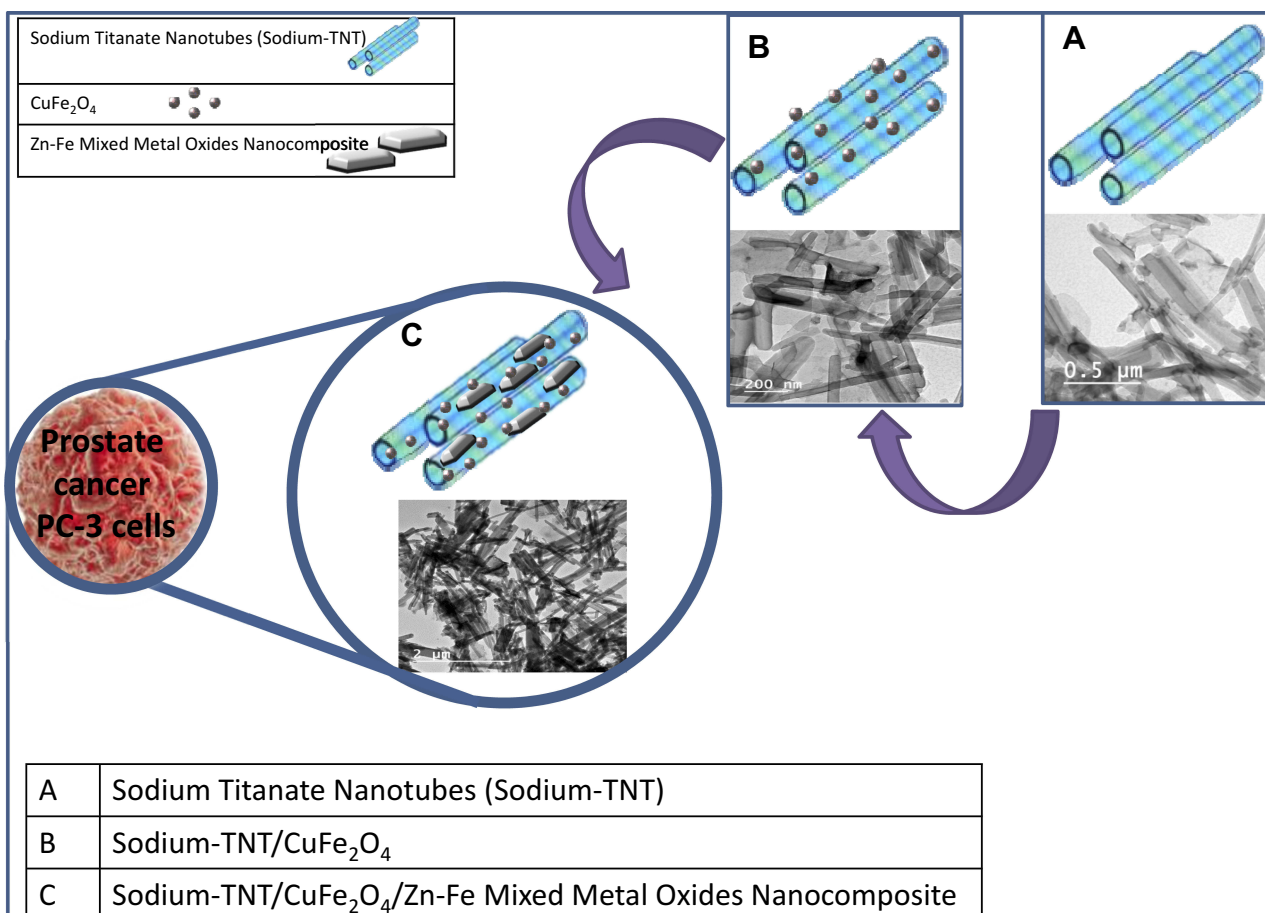 Sodium Titanate Nanotubes (Sodium-TNT)
CuFe₂O₄
Zn-Fe Mixed Metal Oxides Nanocomposite
B
A
200 nm
0.5 µm
C
Prostate
cancer
PC-3 cells
2 µm
A Sodium Titanate Nanotubes (Sodium-TNT)
B Sodium-TNT/CuFe₂O₄
C Sodium-TNT/CuFe₂O₄/Zn-Fe Mixed Metal Oxides Nanocomposite